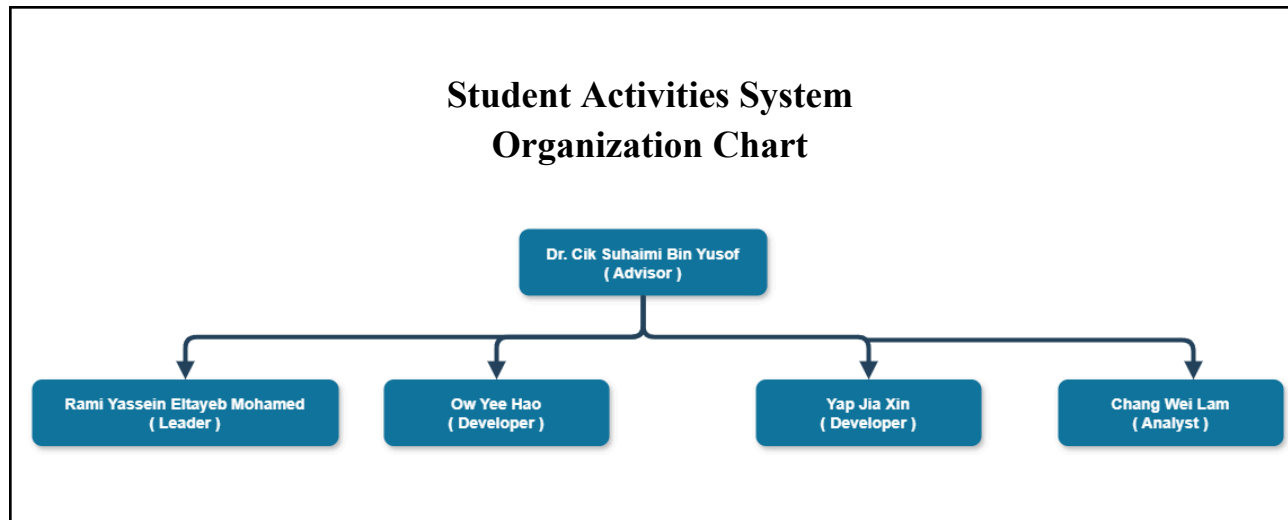 Student Activities System
Organization Chart
Dr. Cik Suhaimi Bin Yusof
( Advisor )
Rami Yassein Eltayeb Mohamed
( Leader )
Ow Yee Hao
( Developer )
Yap Jia Xin
( Developer )
Chang Wei Lam
( Analyst )